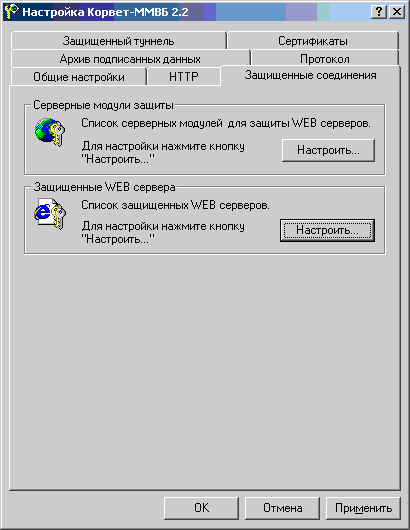 Настройка Корвет-ММВБ 2.2
Защищенный туннель
Сертификаты
Архив подписанных данных
Протокол
Общие настройки
HTTP
Защищенные соединения
Серверные модули защиты
Список серверных модулей для защиты WEB серверов.
Для настройки нажмите кнопку
"Настроить..."
Настроить...
Защищенные WEB сервера
Список защищенных WEB серверов.
Для настройки нажмите кнопку
"Настроить..."
Настроить...
OK
Отмена
Применить